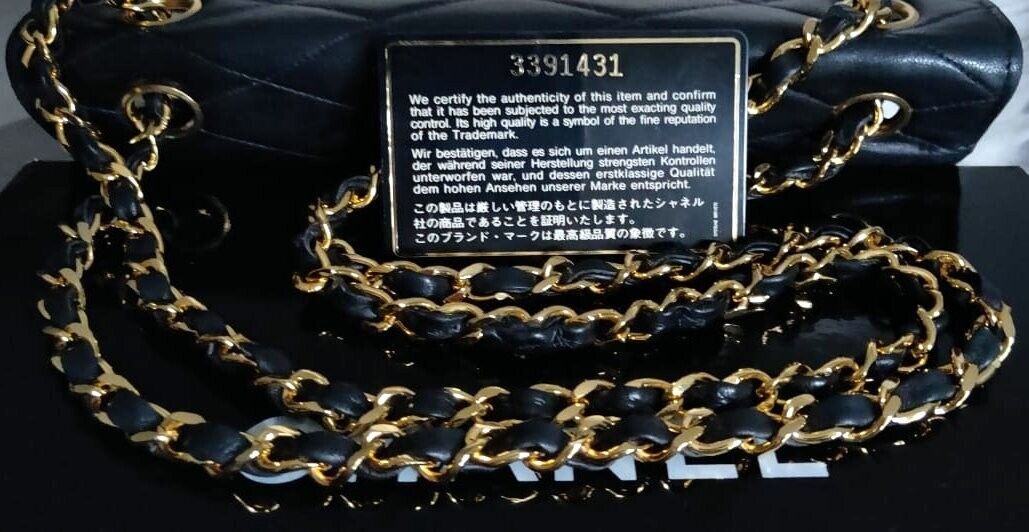 3391431
We certify the authenticity of this item and confirm
that it has been subjected to the most exacting quality
control. Its high quality is a symbol of the fine reputation
of the Trademark.
Wir bestätigen, dass es sich um einen Artikel handelt,
der während seiner Herstellung strengsten Kontrollen
unterworfen war, und dessen erstklassige Qualität
dem hohen Ansehen unserer Marke entspricht.
この製品は厳しい管理のもとに製造されたシャネル
社の商品であることを証明いたします。
このブランド・マークは最高級品質の象徴です。
CHANEL